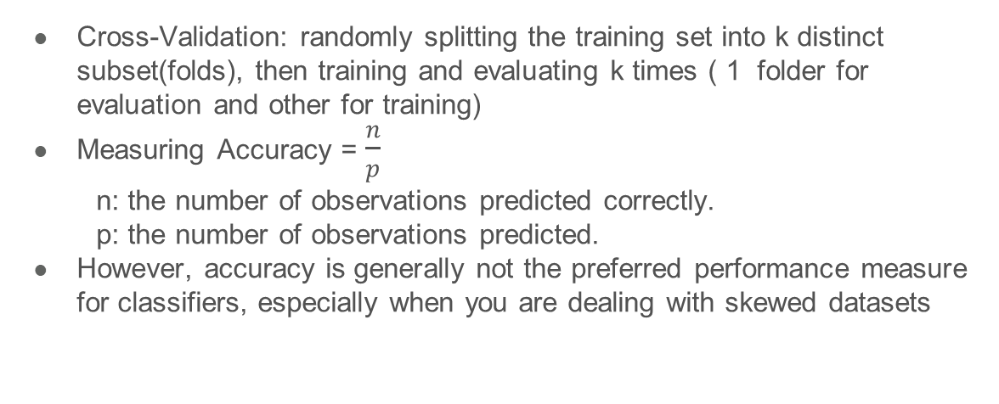 • Cross-Validation: randomly splitting the training set into k distinct
subset(folds), then training and evaluating k times ( 1 folder for
evaluation and other for training)
• Measuring Accuracy = n/p
n: the number of observations predicted correctly.
p: the number of observations predicted.
• However, accuracy is generally not the preferred performance measure
for classifiers, especially when you are dealing with skewed datasets